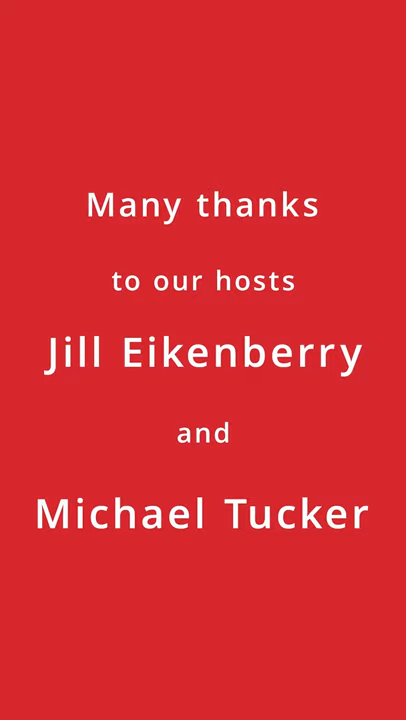 Many thanks
to our hosts
Jill Eikenberry
and
Michael Tucker